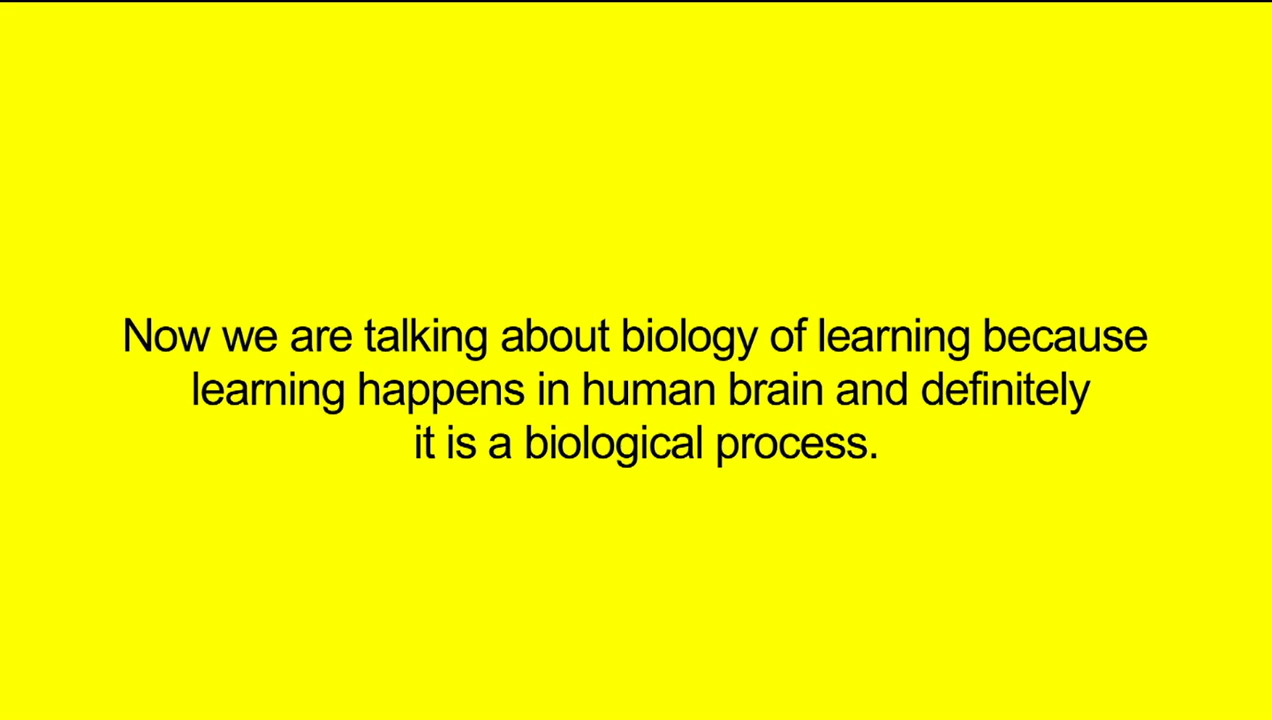 Now we are talking about biology of learning because
learning happens in human brain and definitely
it is a biological process.